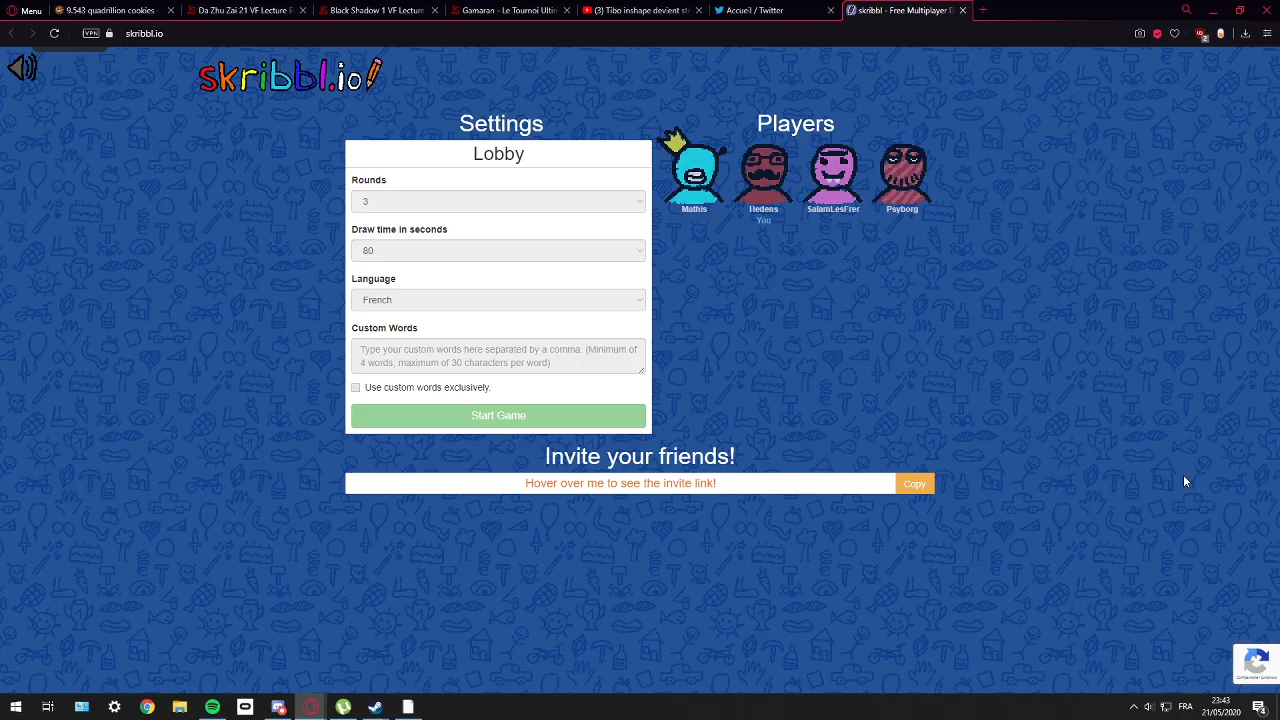 Menu
9.543 quadrillion cookies -
Da Zhu Zai 21 VF Lecture E
Black Shadow 1 VF Lecture
Gamaran - Le Tournoi Ultin
(3) Tibo inshape devient str
Accueil / Twitter
skribbl - Free Multiplayer D
VPN
skribbl.io
2
skribbl.io
Settings
Players
Lobby
Rounds
3
Mathis
Hedens
SalamLesFrer
Psyborg
You
Draw time in seconds
80
Language
French
Custom Words
Type your custom words here separated by a comma. (Minimum of
4 words, maximum of 30 characters per word)
Use custom words exclusively.
Start Game
Invite your friends!
Hover over me to see the invite link!
Copy
FRA
23:43
21/05/2020